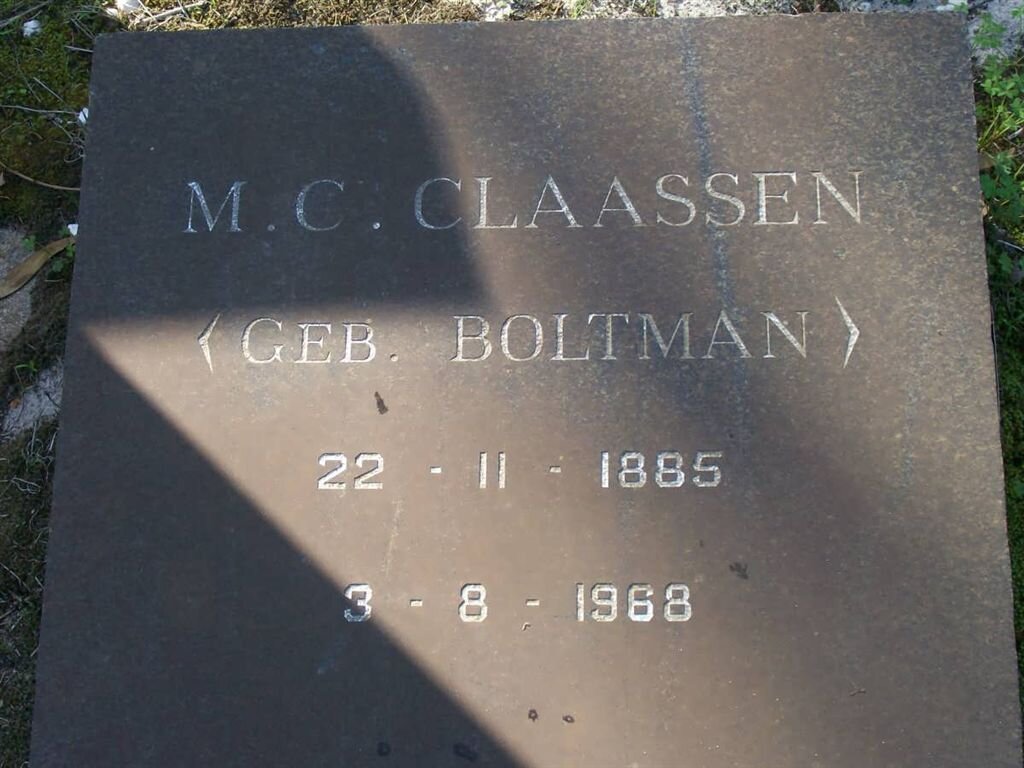 M. C. CLAASSEN
〈GEB. BOLTMAN〉
22 - 11 - 1885
3 - 8 - 1968